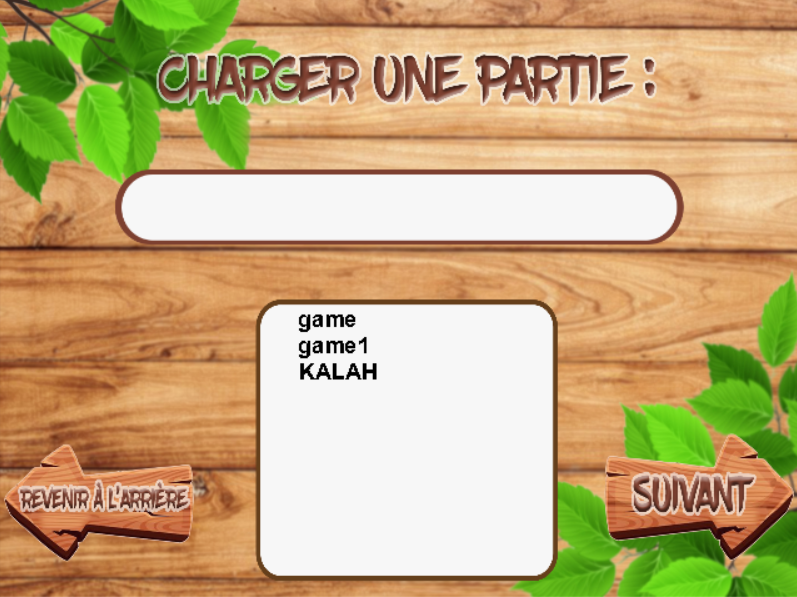 CHARGER UNE PARTIE :
game
game1
KALAH
REVENIR À L'ARRIÈRE
SUIVANT